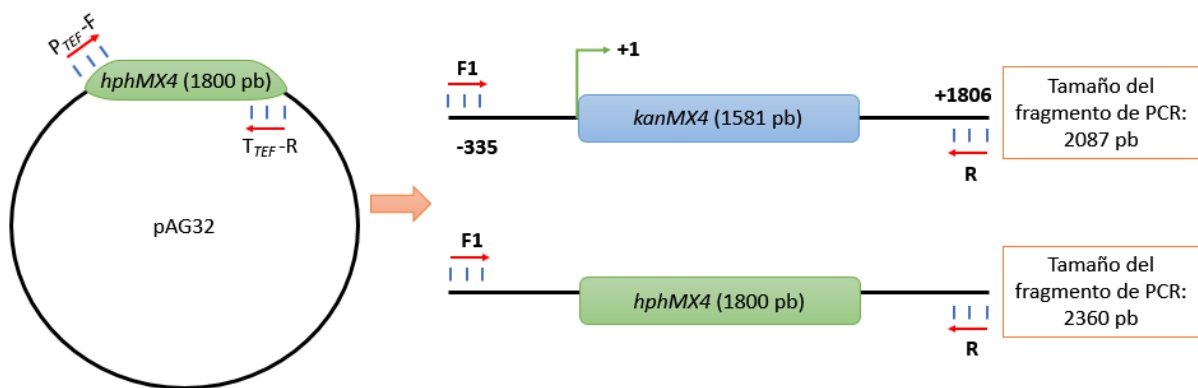 P_TEF-F
hphMX4 (1800 pb)
T_TEF-R
pAG32
F1
+1
kanMX4 (1581 pb)
+1806
-335
R
Tamaño del
fragmento de PCR:
2087 pb
F1
hphMX4 (1800 pb)
R
Tamaño del
fragmento de PCR:
2360 pb